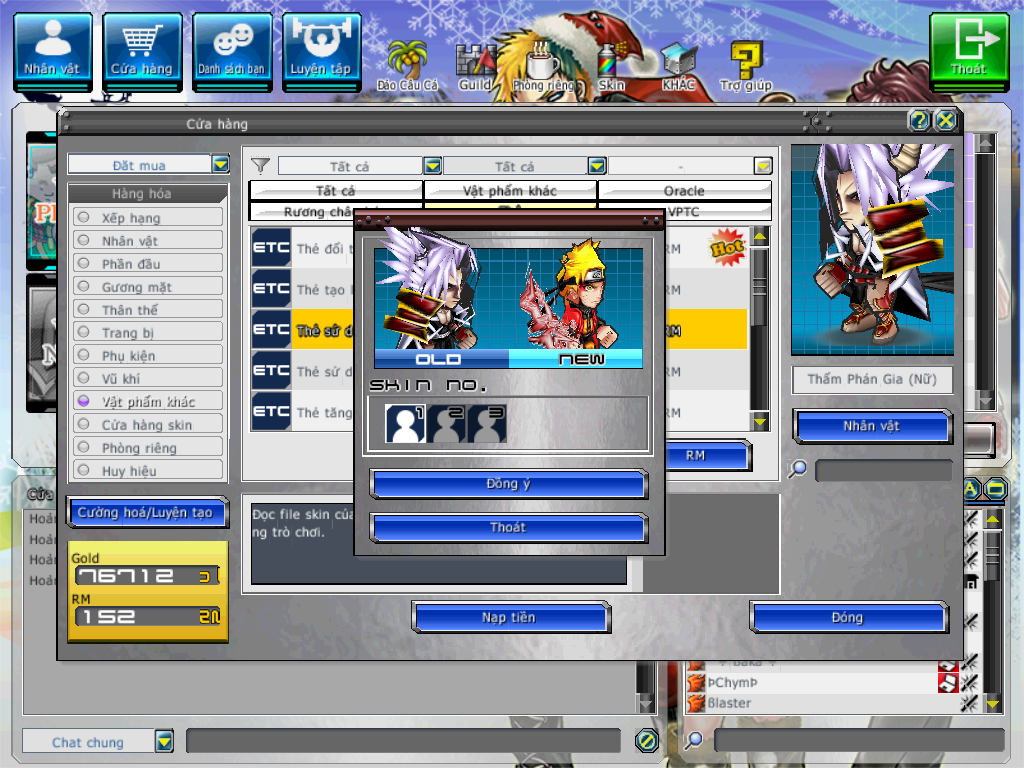 Nhân vật
Cửa hàng
Danh sách bạn
Luyện tập
Đảo Câu Cá
Guild
Phòng riêng
Skin
KHÁC
Trợ giúp
Thoát
Cửa hàng
Đặt mua
Hàng hóa
Xếp hạng
Nhân vật
Phần đầu
Gương mặt
Thân thể
Trang bị
Phụ kiện
Vũ khí
Vật phẩm khác
Cửa hàng skin
Phòng riêng
Huy hiệu
Cường hoá/Luyện tạo
Gold
76712
RM
152
Tất cả
Tất cả
-
Tất cả
Vật phẩm khác
Oracle
Rương
VPTC
ETC Thẻ đổi
RM
Hot
ETC Thẻ tạo
RM
ETC Thẻ sử
RM
ETC Thẻ sử
RM
ETC Thẻ tăng
RM
OLD
NEW
SKIN NO.
1
2
3
Đồng ý
Thoát
RM
Đọc file skin
ng trò chơi.
Nạp tiền
Đóng
Thẩm Phán Gia (Nữ)
Nhân vật
Baka
ÞChymÞ
Blaster
Chat chung